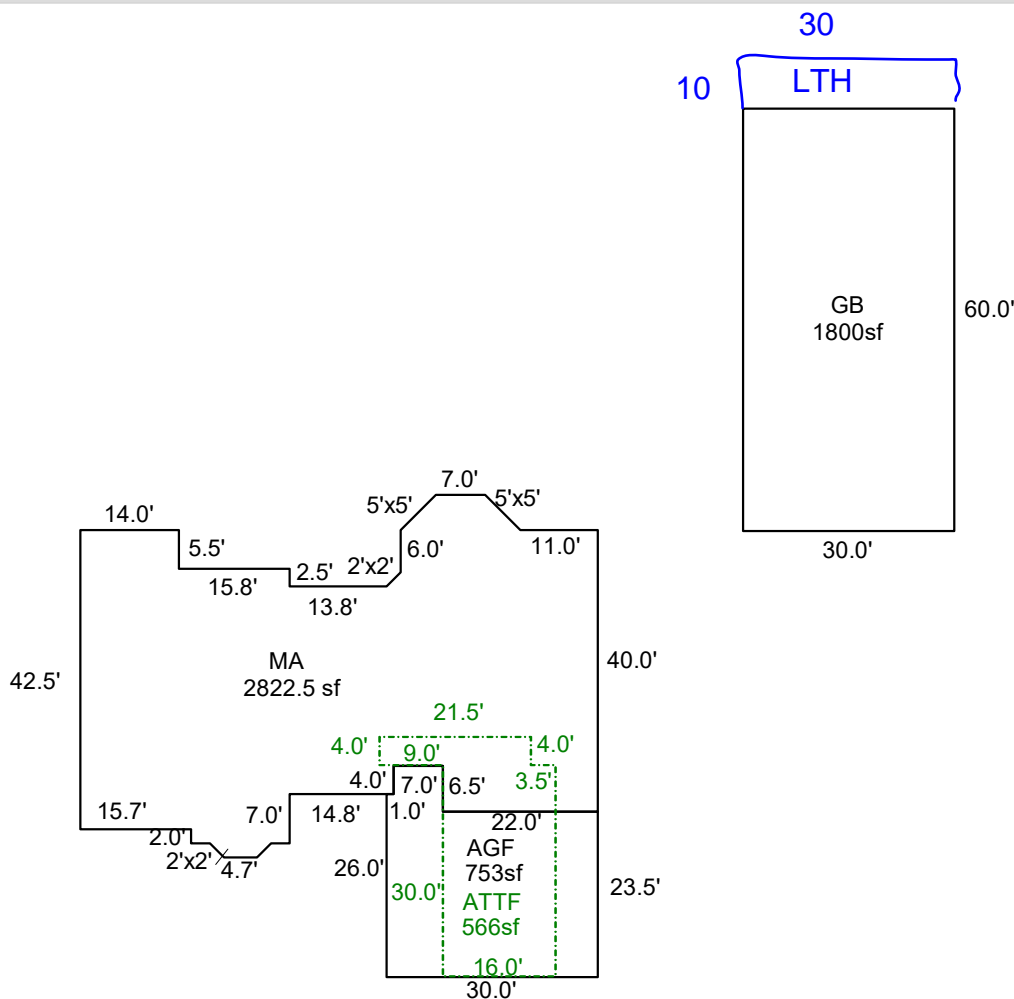 30
10
LTH
GB
1800sf
60.0'
30.0'
7.0'
5'x5'
5'x5'
14.0'
5.5'
6.0'
11.0'
15.8'
2.5'
2'x2'
13.8'
MA
2822.5 sf
42.5'
40.0'
21.5'
4.0'
9.0'
4.0'
4.0'
7.0'
6.5'
3.5'
15.7'
7.0'
14.8'
1.0'
22.0'
2.0'
2'x2'
4.7'
26.0'
AGF
753sf
30.0'
ATTF
566sf
23.5'
16.0'
30.0'